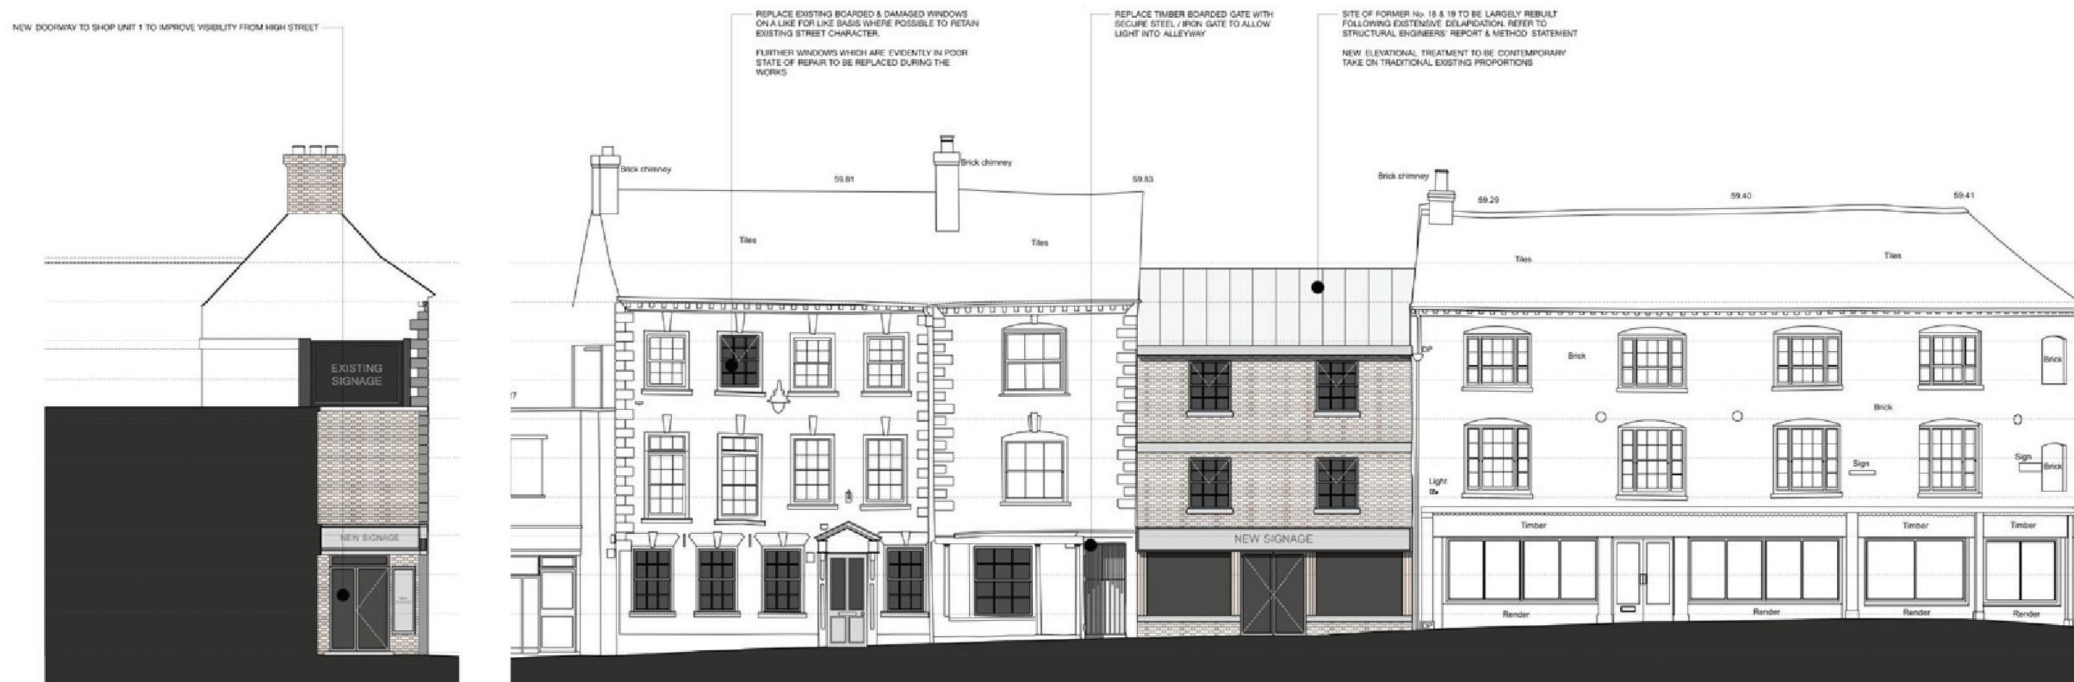 NEW DOORWAY TO SHOP UNIT 1 TO IMPROVE VISIBILITY FROM HIGH STREET
REPLACE EXISTING BOARDED & DAMAGED WINDOWS
ON A LIKE FOR LIKE BASIS WHERE POSSIBLE TO RETAIN
EXISTING STREET CHARACTER.
FURTHER WINDOWS WHICH ARE EVIDENTLY IN POOR
STATE OF REPAIR TO BE REPLACED DURING THE
WORKS
REPLACE TIMBER BOARDED GATE WITH
SECURE STEEL / IRON GATE TO ALLOW
LIGHT INTO ALLEYWAY
SITE OF FORMER No. 18 & 19 TO BE LARGELY REBUILT
FOLLOWING EXISTENSIVE DELAPIDATION. REFER TO
STRUCTURAL ENGINEERS' REPORT & METHOD STATEMENT
NEW ELEVATIONAL TREATMENT TO BE CONTEMPORARY
TAKE ON TRADITIONAL EXISTING PROPORTIONS
Brick chimney
59.81
Brick chimney
59.83
Brick chimney
59.29
59.40
59.41
Tiles
Tiles
Tiles
Tiles
EXISTING
SIGNAGE
DP
Brick
Brick
Brick
27
Sign
Sign
Brick
Light
NEW SIGNAGE
NEW SIGNAGE
Timber
Timber
Timber
Render
Render
Render
Render
DP